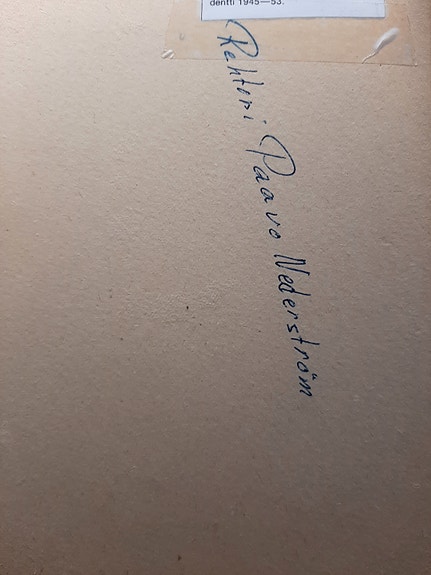 dentti 1945—53.
Rehtori Paavo Nederström